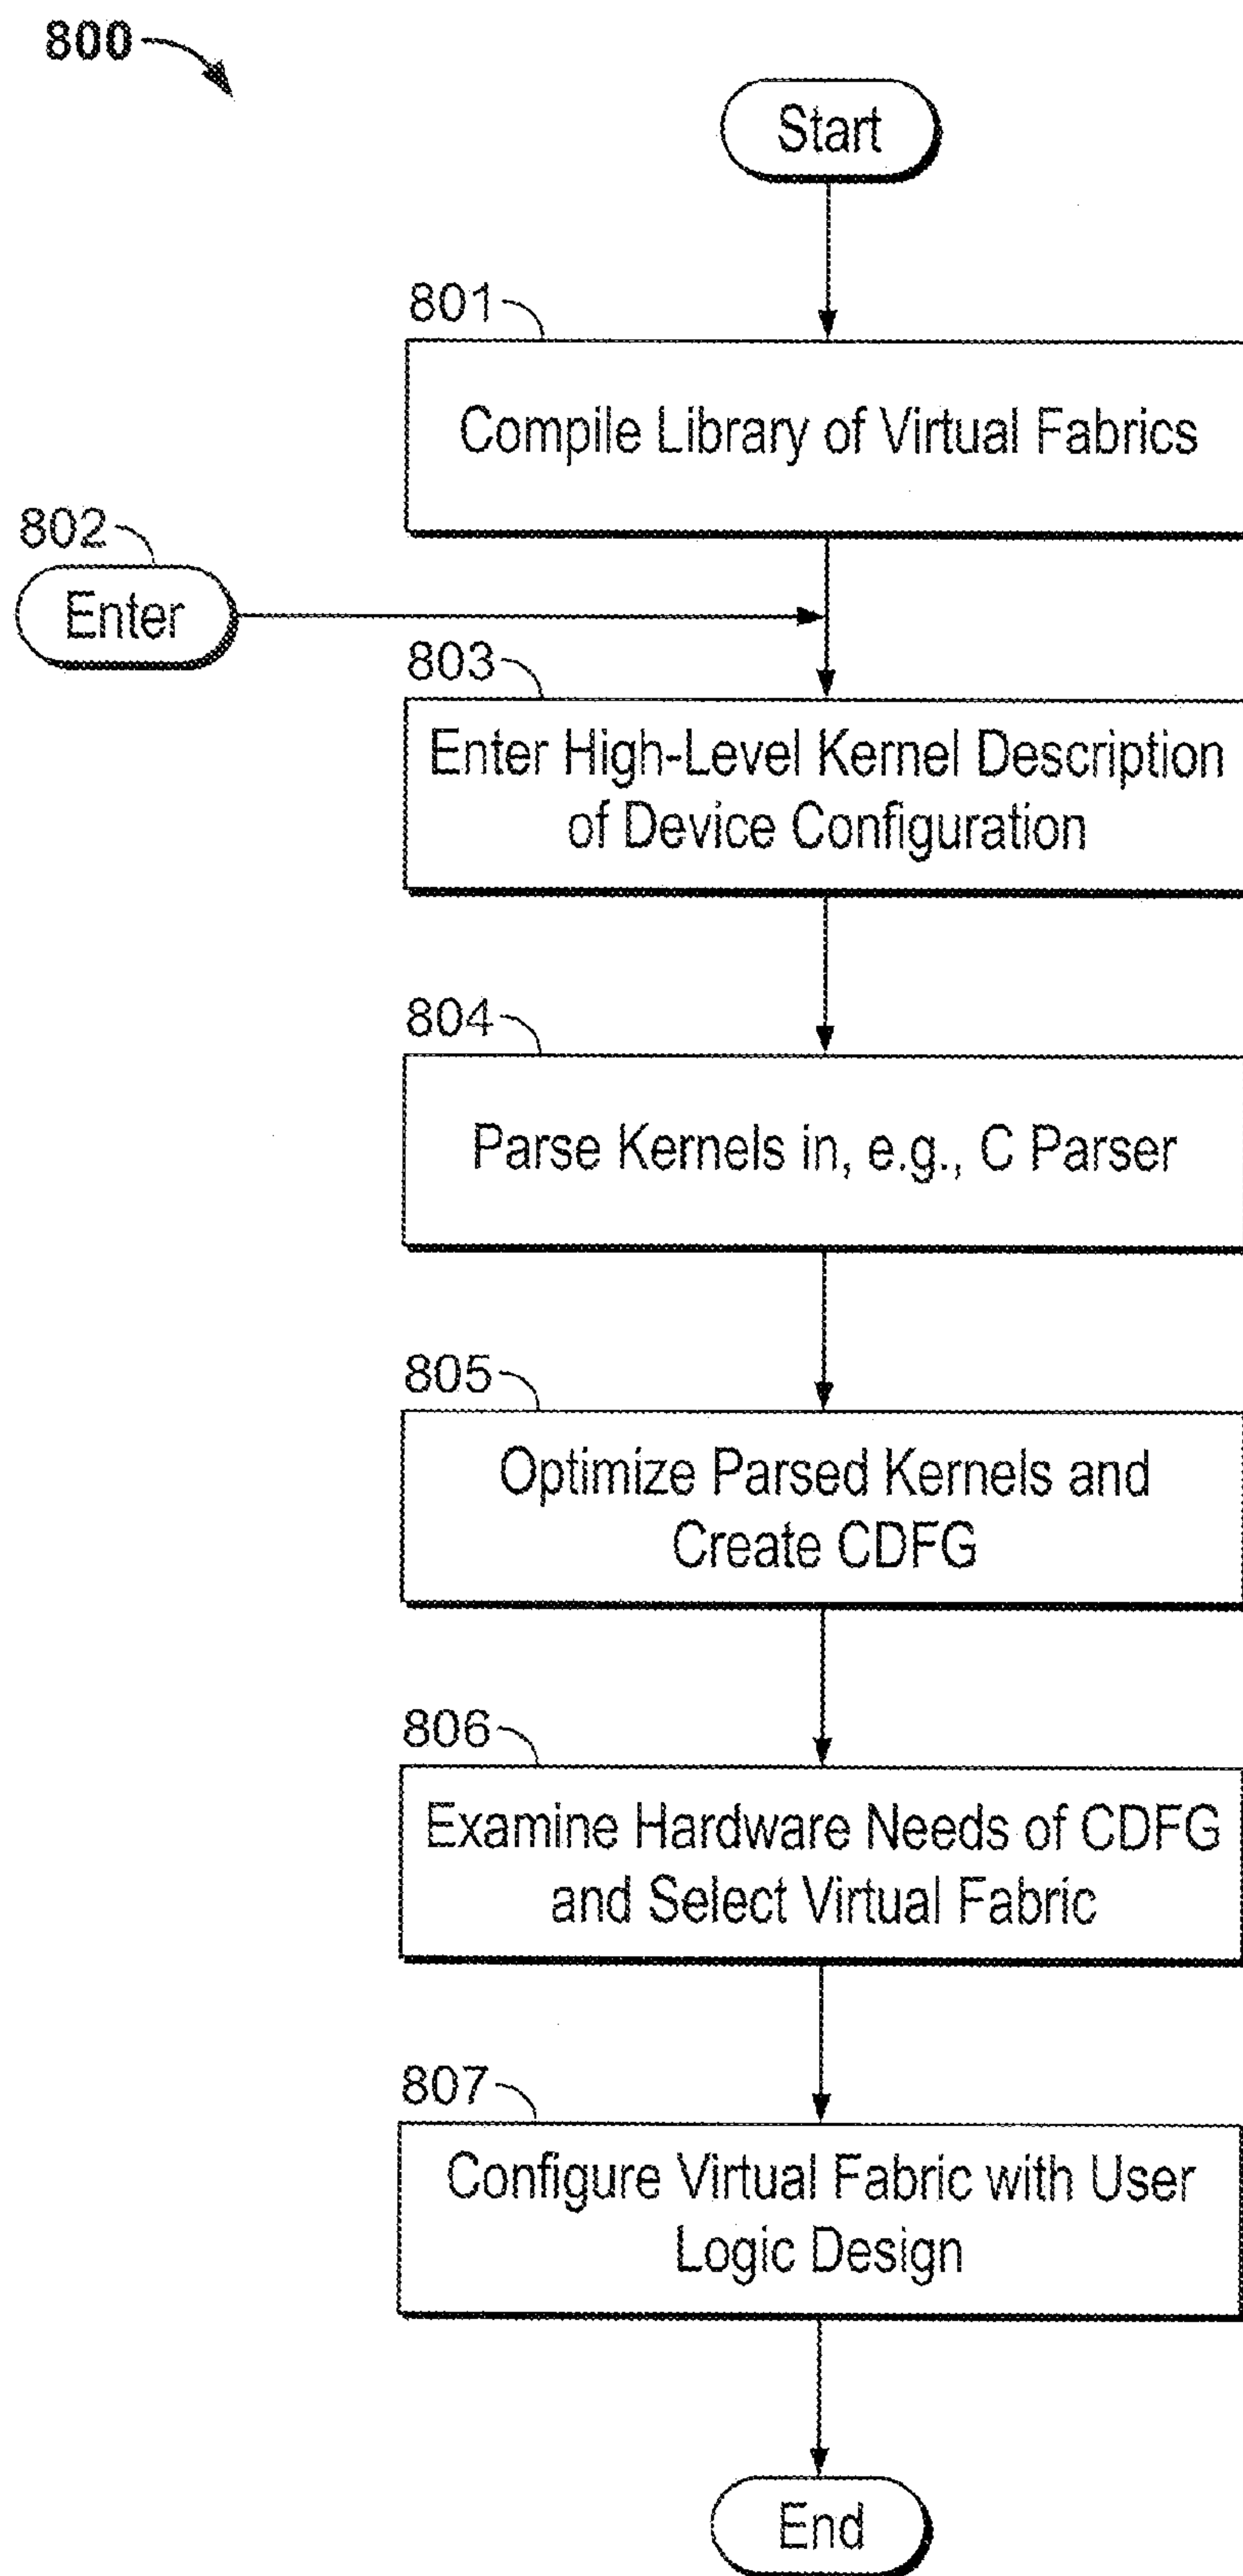 800
Start
801
Compile Library of Virtual Fabrics
802
Enter
803
Enter High-Level Kernel Description
of Device Configuration
804
Parse Kernels in, e.g., C Parser
805
Optimize Parsed Kernels and
Create CDFG
806
Examine Hardware Needs of CDFG
and Select Virtual Fabric
807
Configure Virtual Fabric with User
Logic Design
End